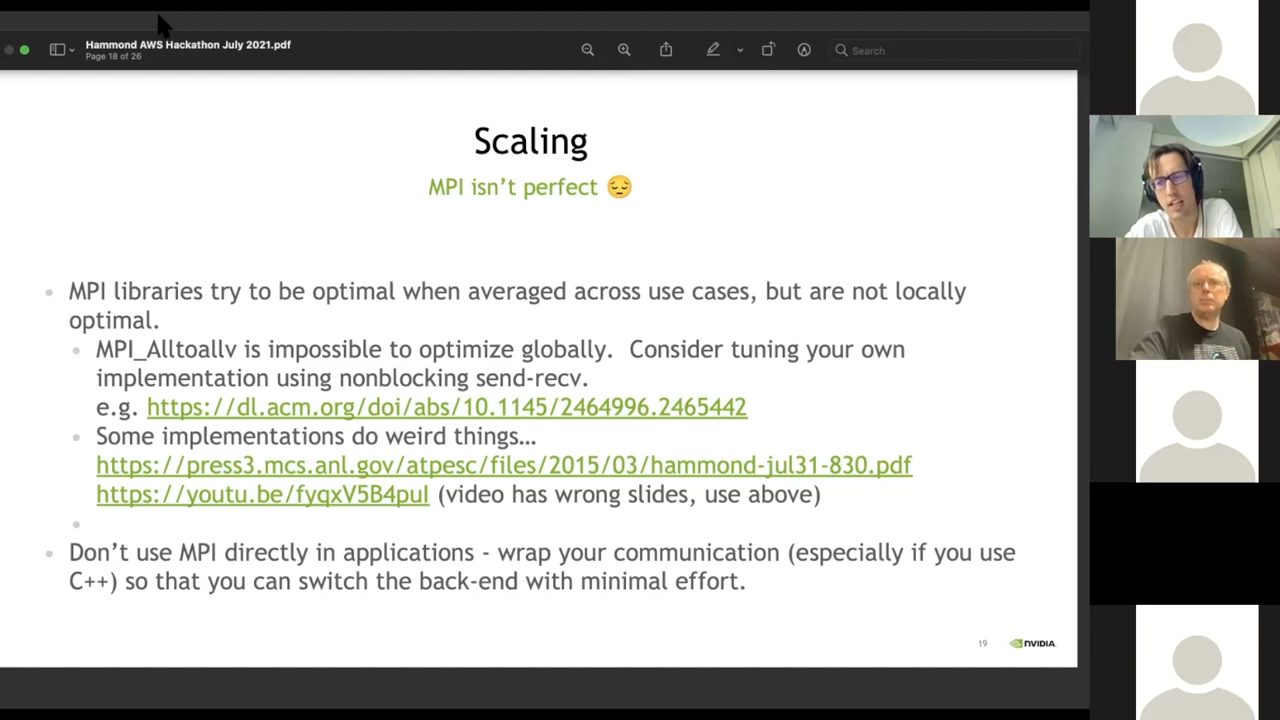 Hammond AWS Hackathon July 2021.pdf
Page 18 of 26
Search
Scaling
MPI isn't perfect 😔
• MPI libraries try to be optimal when averaged across use cases, but are not locally
optimal.
• MPI_Alltoallv is impossible to optimize globally.  Consider tuning your own
implementation using nonblocking send-recv.
e.g. https://dl.acm.org/doi/abs/10.1145/2464996.2465442
• Some implementations do weird things…
https://press3.mcs.anl.gov/atpesc/files/2015/03/hammond-jul31-830.pdf
https://youtu.be/fyqxV5B4puI (video has wrong slides, use above)
•
• Don't use MPI directly in applications - wrap your communication (especially if you use
C++) so that you can switch the back-end with minimal effort.
19
NVIDIA